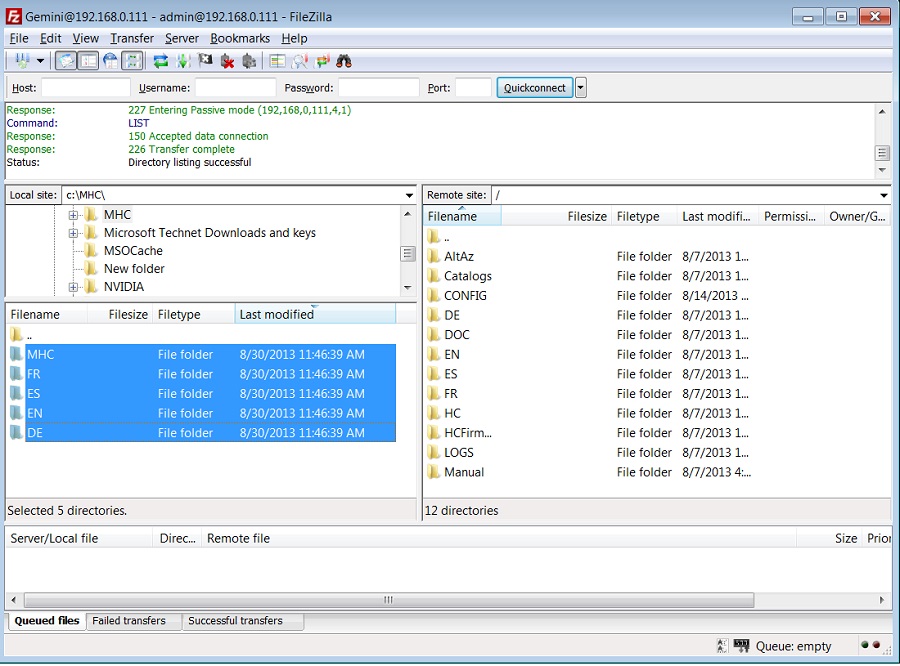 Gemini@192.168.0.111 - admin@192.168.0.111 - FileZilla
File Edit View Transfer Server Bookmarks Help
Host: Username: Password: Port: Quickconnect
Response: 227 Entering Passive mode (192,168,0,111,4,1)
Command: LIST
Response: 150 Accepted data connection
Response: 226 Transfer complete
Status: Directory listing successful
Local site: c:\MHC\
MHC
Microsoft Technet Downloads and keys
MSOCache
New folder
NVIDIA
Filename Filesize Filetype Last modified
..
MHC File folder 8/30/2013 11:46:39 AM
FR File folder 8/30/2013 11:46:39 AM
ES File folder 8/30/2013 11:46:39 AM
EN File folder 8/30/2013 11:46:39 AM
DE File folder 8/30/2013 11:46:39 AM
Selected 5 directories.
Remote site: /
Filename Filesize Filetype Last modifi... Permissi... Owner/G...
..
AltAz File folder 8/7/2013 1...
Catalogs File folder 8/7/2013 1...
CONFIG File folder 8/14/2013 ...
DE File folder 8/7/2013 1...
DOC File folder 8/7/2013 1...
EN File folder 8/7/2013 1...
ES File folder 8/7/2013 1...
FR File folder 8/7/2013 1...
HC File folder 8/7/2013 1...
HCFirm... File folder 8/7/2013 1...
LOGS File folder 8/7/2013 1...
Manual File folder 8/7/2013 4:...
12 directories
Server/Local file Direc... Remote file Size Prior
Queued files Failed transfers Successful transfers
Queue: empty